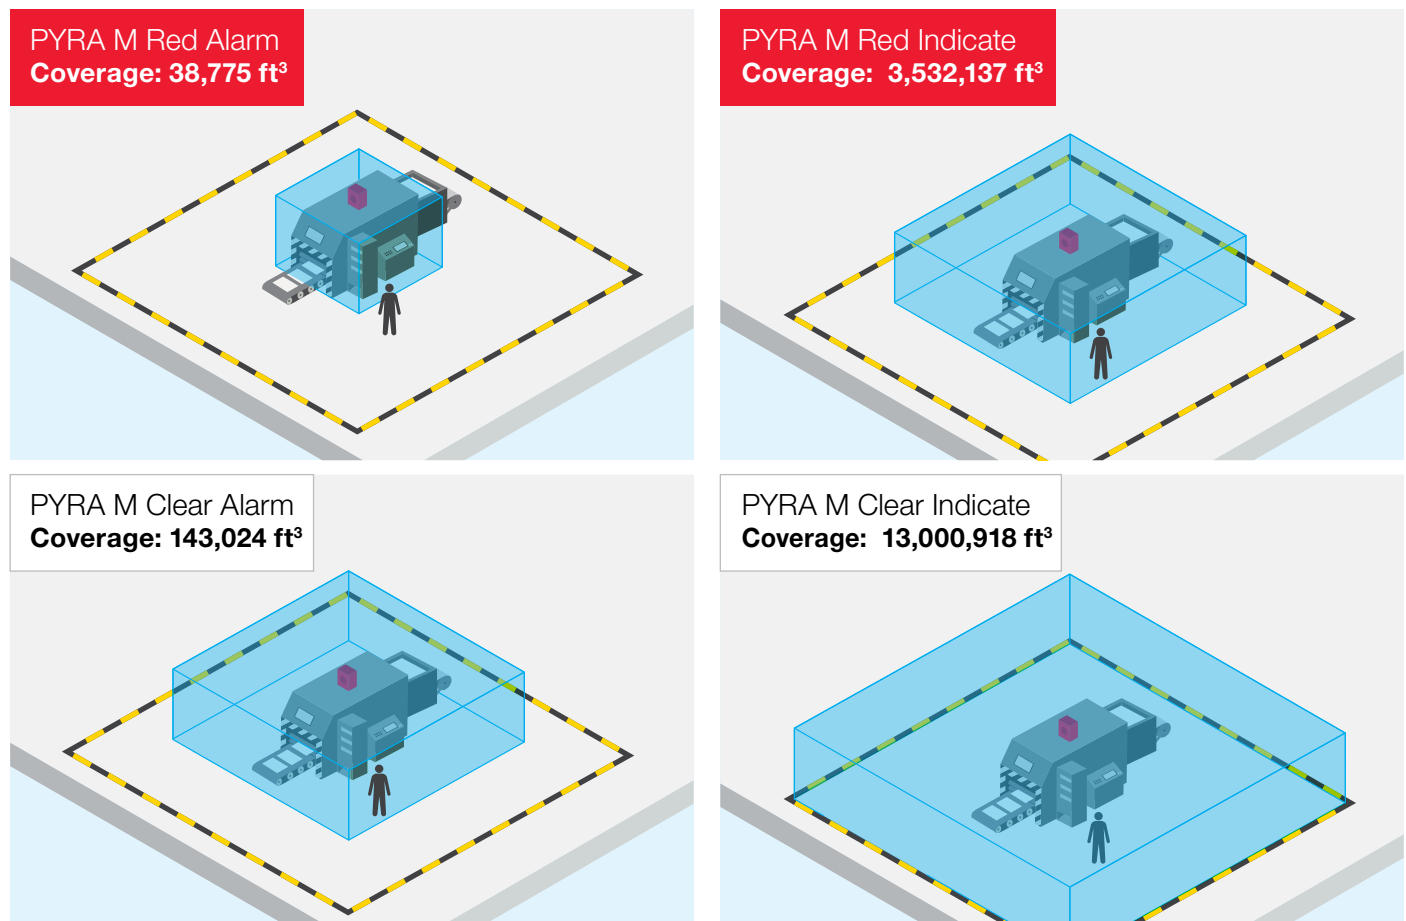 PYRA M Red Alarm
Coverage: 38,775 ft³
PYRA M Red Indicate
Coverage: 3,532,137 ft³
PYRA M Clear Alarm
Coverage: 143,024 ft³
PYRA M Clear Indicate
Coverage: 13,000,918 ft³